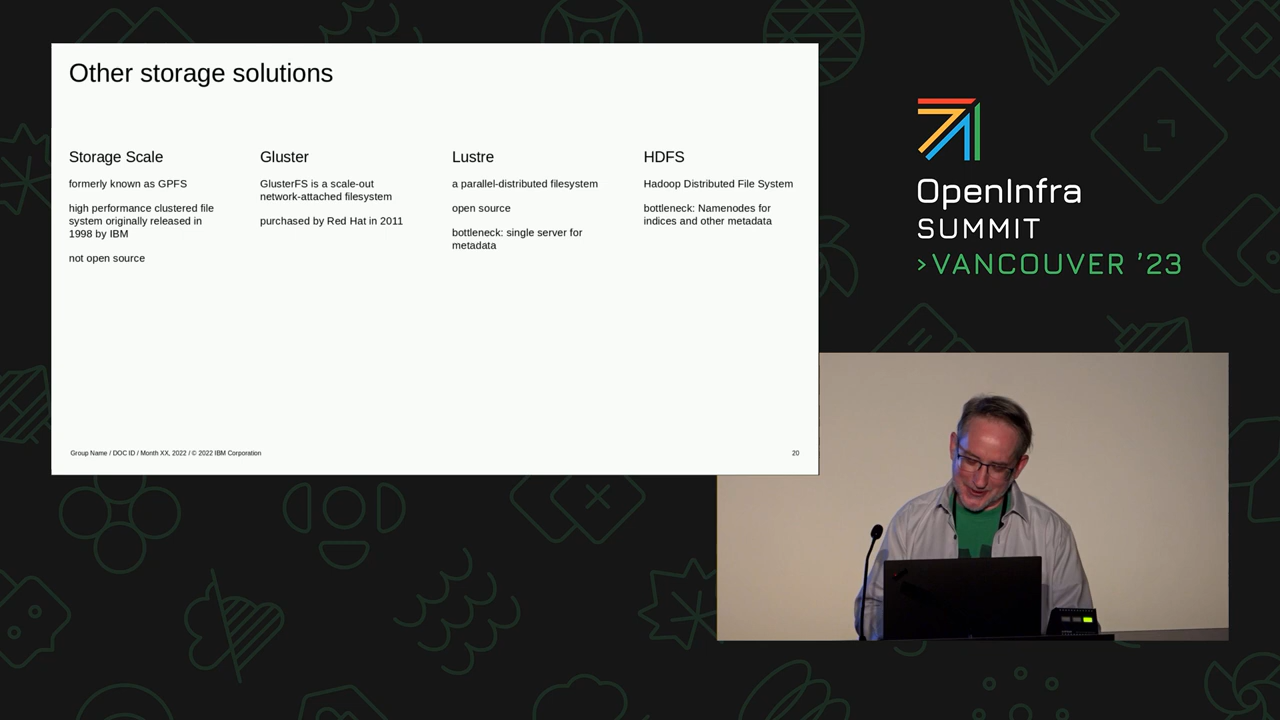 Other storage solutions
Storage Scale
formerly known as GPFS
high performance clustered file
system originally released in
1998 by IBM
not open source
Gluster
GlusterFS is a scale-out
network-attached filesystem
purchased by Red Hat in 2011
Lustre
a parallel-distributed filesystem
open source
bottleneck: single server for
metadata
HDFS
Hadoop Distributed File System
bottleneck: Namenodes for
indices and other metadata
Group Name / DOC ID / Month XX, 2022 / © 2022 IBM Corporation
20
OpenInfra
SUMMIT
>VANCOUVER ’23